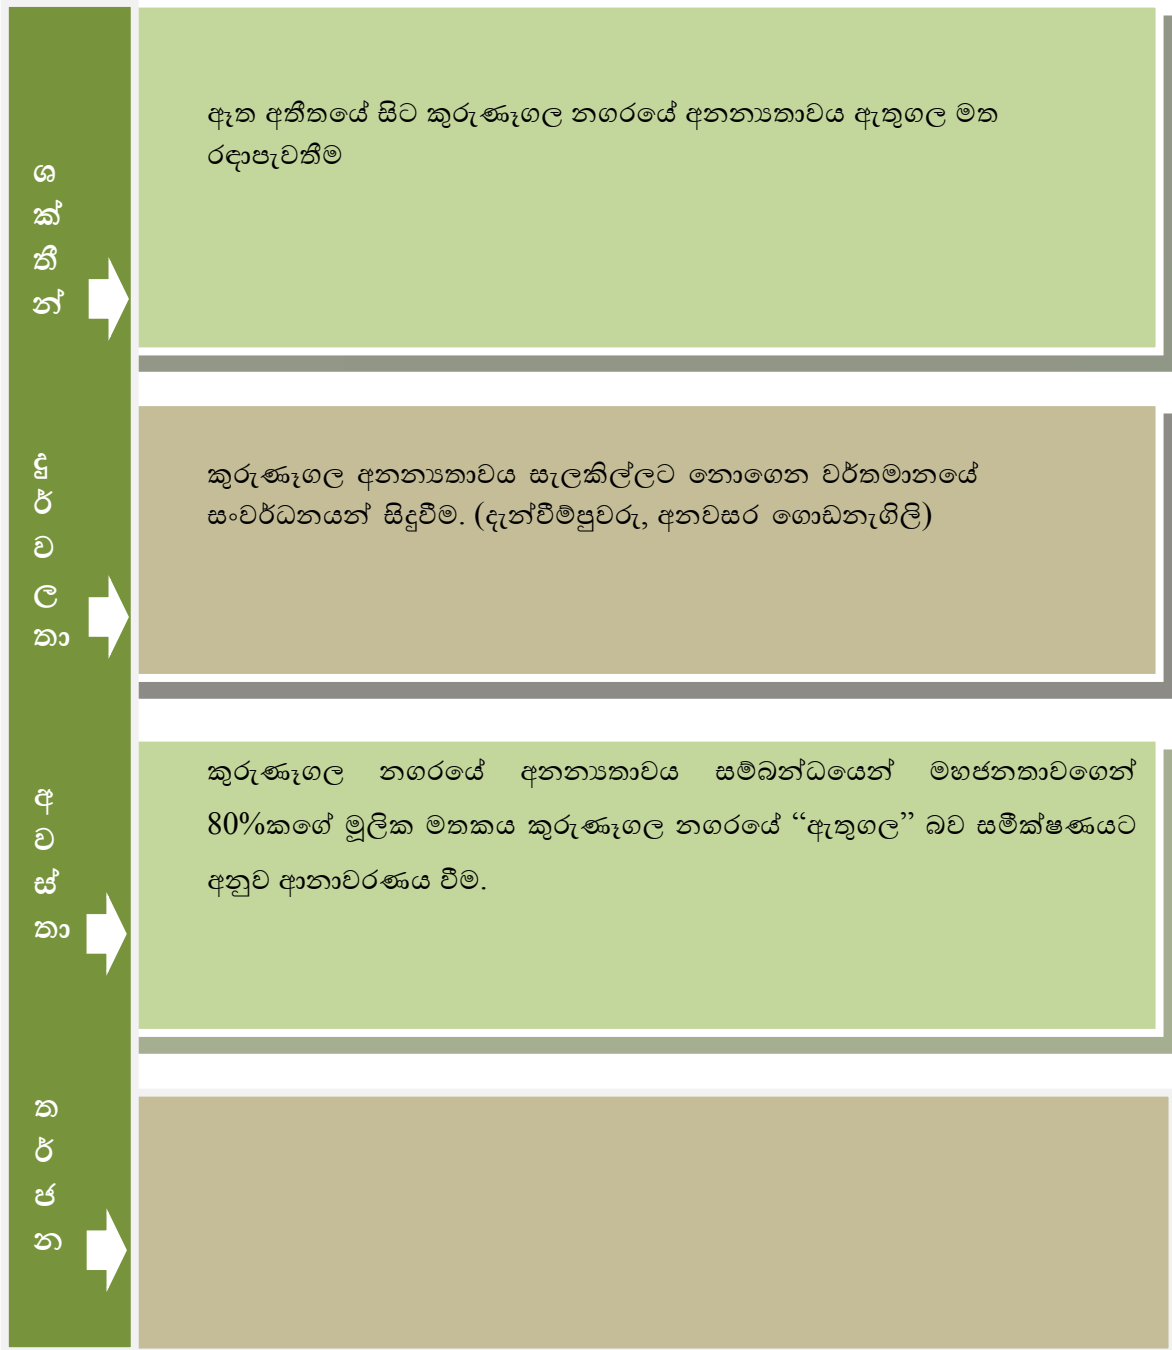 ශ
ක්
තී
න්
ඈත අතීතයේ සිට කුරුණෑගල නගරයේ අනන්‍යතාවය ඇතුගල මත
රඳාපැවතීම
දු
ර්
ව
ල
තා
කුරුණෑගල අනන්‍යතාවය සැලකිල්ලට නොගෙන වර්තමානයේ
සංවර්ධනයන් සිදුවීම. (දැන්වීම්පුවරු, අනවසර ගොඩනැගිලි)
අ
ව
ස්
තා
කුරුණෑගල නගරයේ අනන්‍යතාවය සම්බන්ධයෙන් මහජනතාවගෙන්
80%කගේ මූලික මතකය කුරුණෑගල නගරයේ “ඇතුගල” බව සමීක්ෂණයට
අනුව ආනාවරණය වීම.
ත
ර්
ජ
න